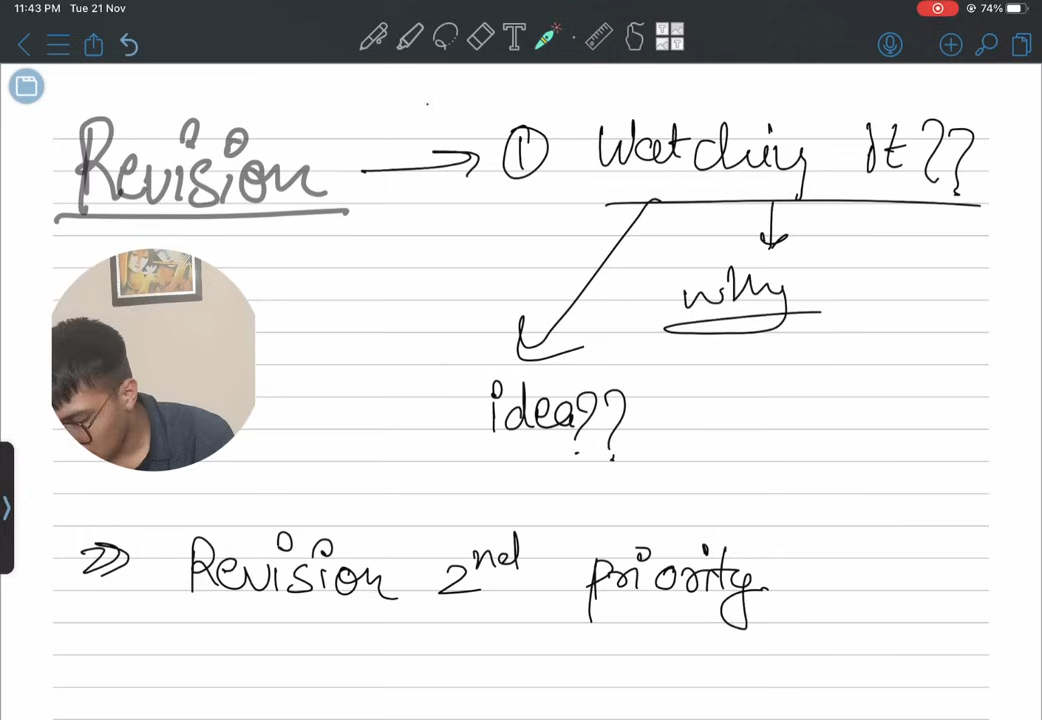 11:43 PM Tue 21 Nov 74%
Revision → ① Watching It??
why
idea??
>> Revision 2nd priority.